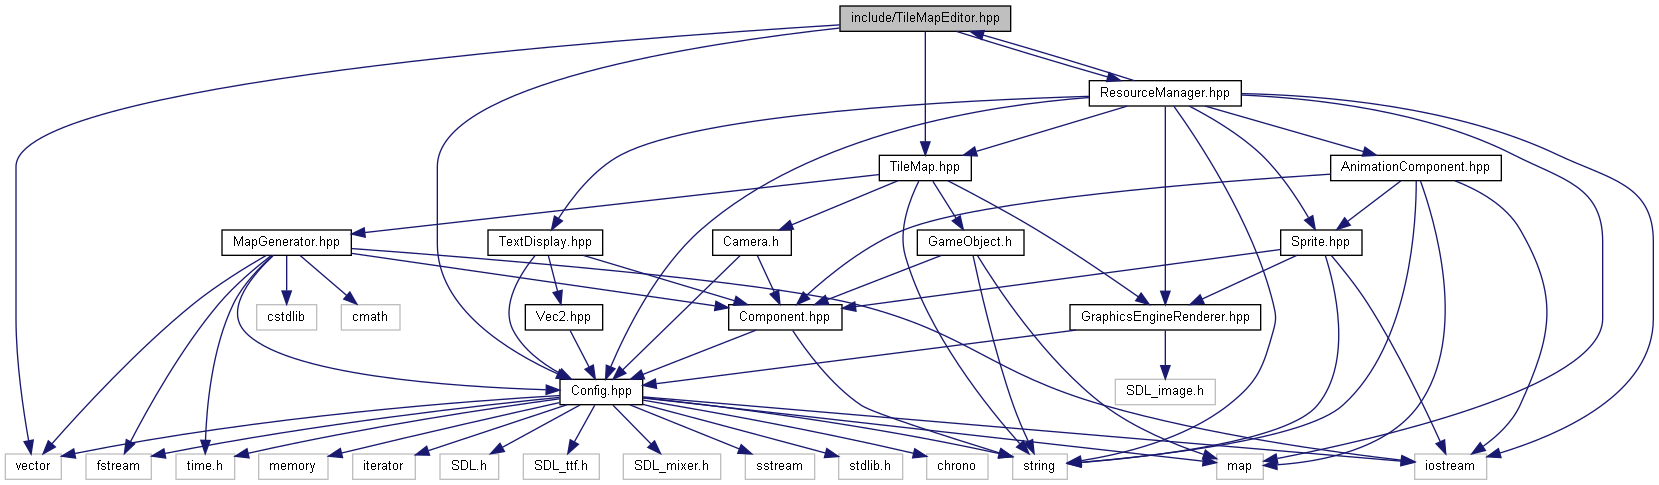 include/TileMapEditor.hpp
ResourceManager.hpp
TileMap.hpp
AnimationComponent.hpp
MapGenerator.hpp
TextDisplay.hpp
Camera.h
GameObject.h
Sprite.hpp
cstdlib
cmath
Vec2.hpp
Component.hpp
GraphicsEngineRenderer.hpp
Config.hpp
SDL_image.h
vector
fstream
time.h
memory
iterator
SDL.h
SDL_ttf.h
SDL_mixer.h
sstream
stdlib.h
chrono
string
map
iostream